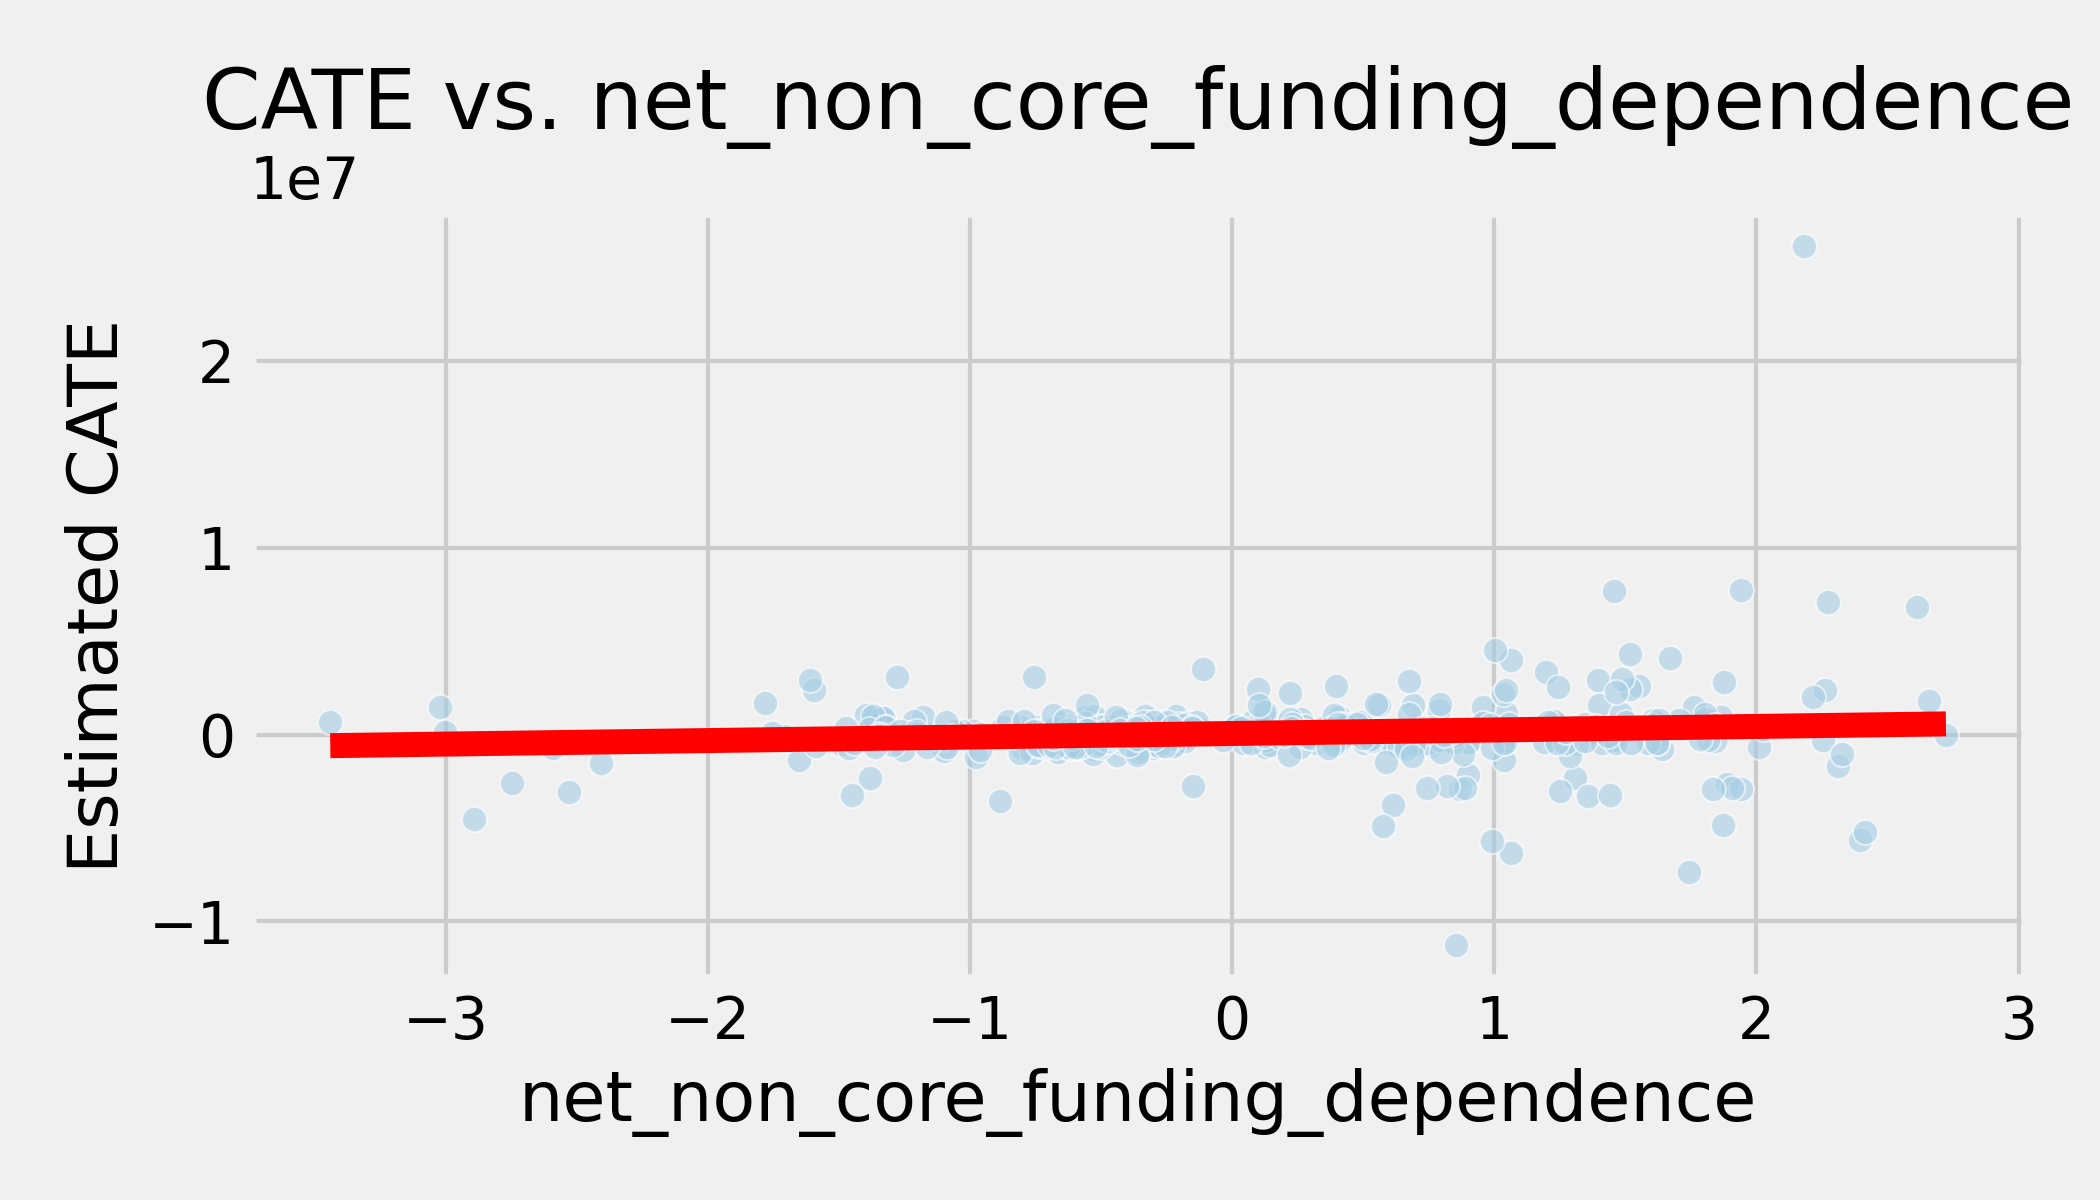 CATE vs. net_non_core_funding_dependence
1e7
2
1
0
−1
Estimated CATE
−3 −2 −1 0 1 2 3
net_non_core_funding_dependence